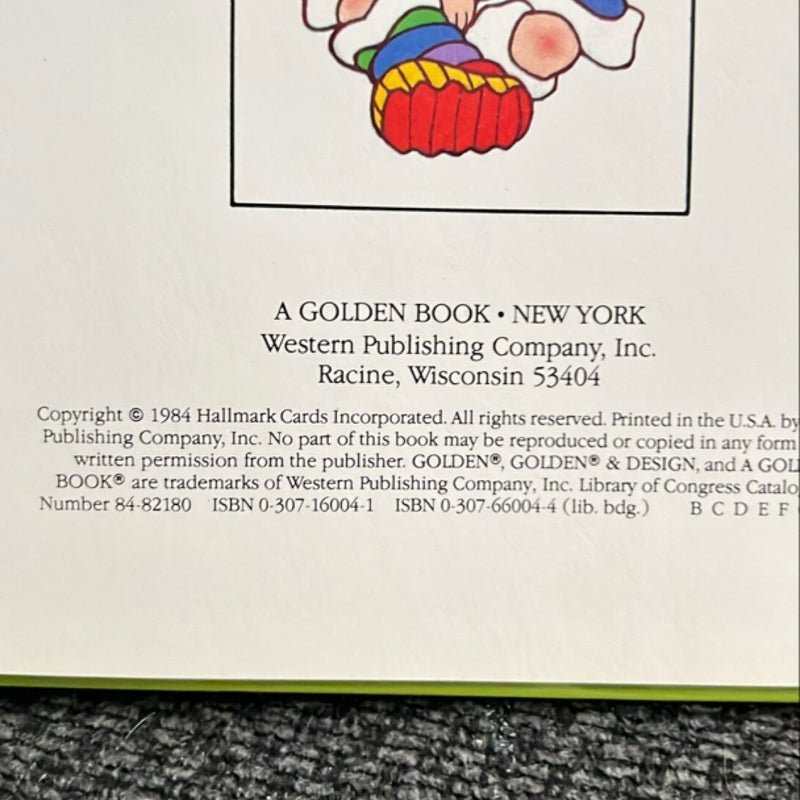 A GOLDEN BOOK • NEW YORK
Western Publishing Company, Inc.
Racine, Wisconsin 53404
Copyright © 1984 Hallmark Cards Incorporated. All rights reserved. Printed in the U.S.A. by
Publishing Company, Inc. No part of this book may be reproduced or copied in any form
written permission from the publisher. GOLDEN®, GOLDEN® & DESIGN, and A GOL
BOOK® are trademarks of Western Publishing Company, Inc. Library of Congress Catalo
Number 84-82180 ISBN 0-307-16004-1 ISBN 0-307-66004-4 (lib. bdg.) B C D E F